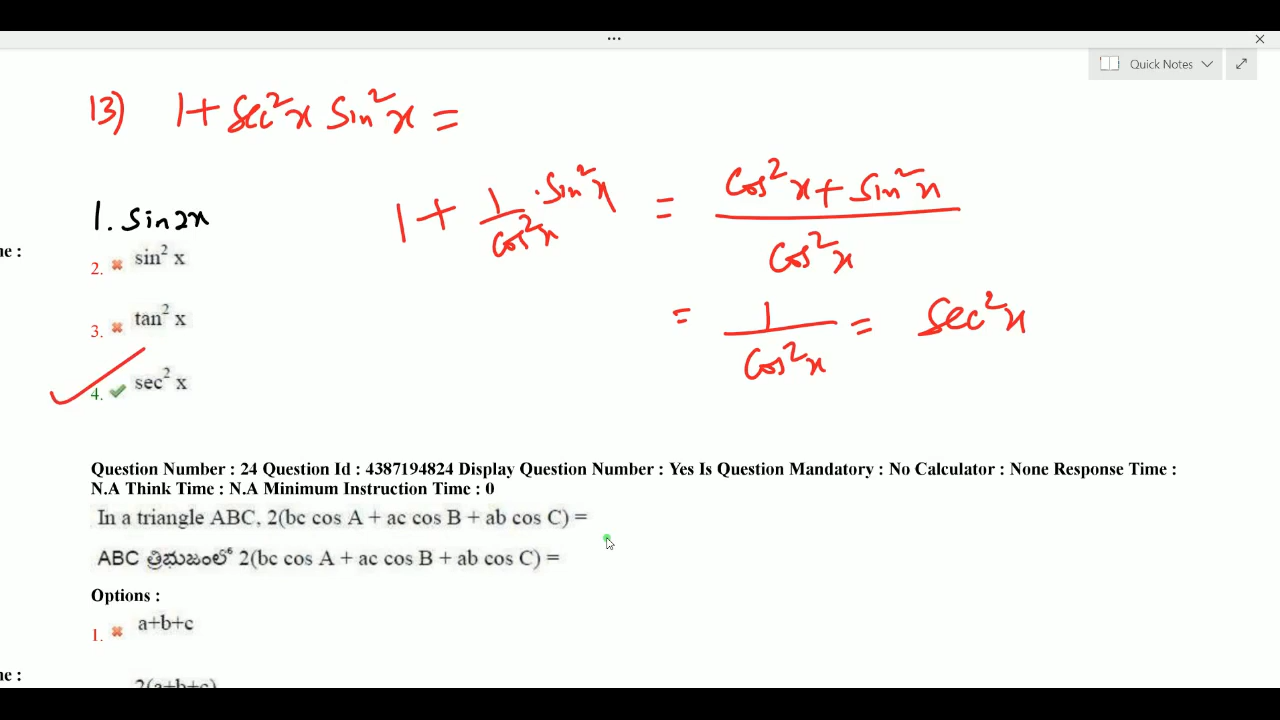 ...
Quick Notes
13) 1 + sec²x sin²x =
1 + 1/cos²x · sin²x = cos²x + sin²x / cos²x
1. sin2x
ne :
2. sin² x
= 1/cos²x = sec²x
3. tan² x
4. sec² x
Question Number : 24 Question Id : 4387194824 Display Question Number : Yes Is Question Mandatory : No Calculator : None Response Time :
N.A Think Time : N.A Minimum Instruction Time : 0
In a triangle ABC, 2(bc cos A + ac cos B + ab cos C) =
ABC త్రిభుజంలో 2(bc cos A + ac cos B + ab cos C) =
Options :
1. a+b+c
ne :
2(a+b+c)